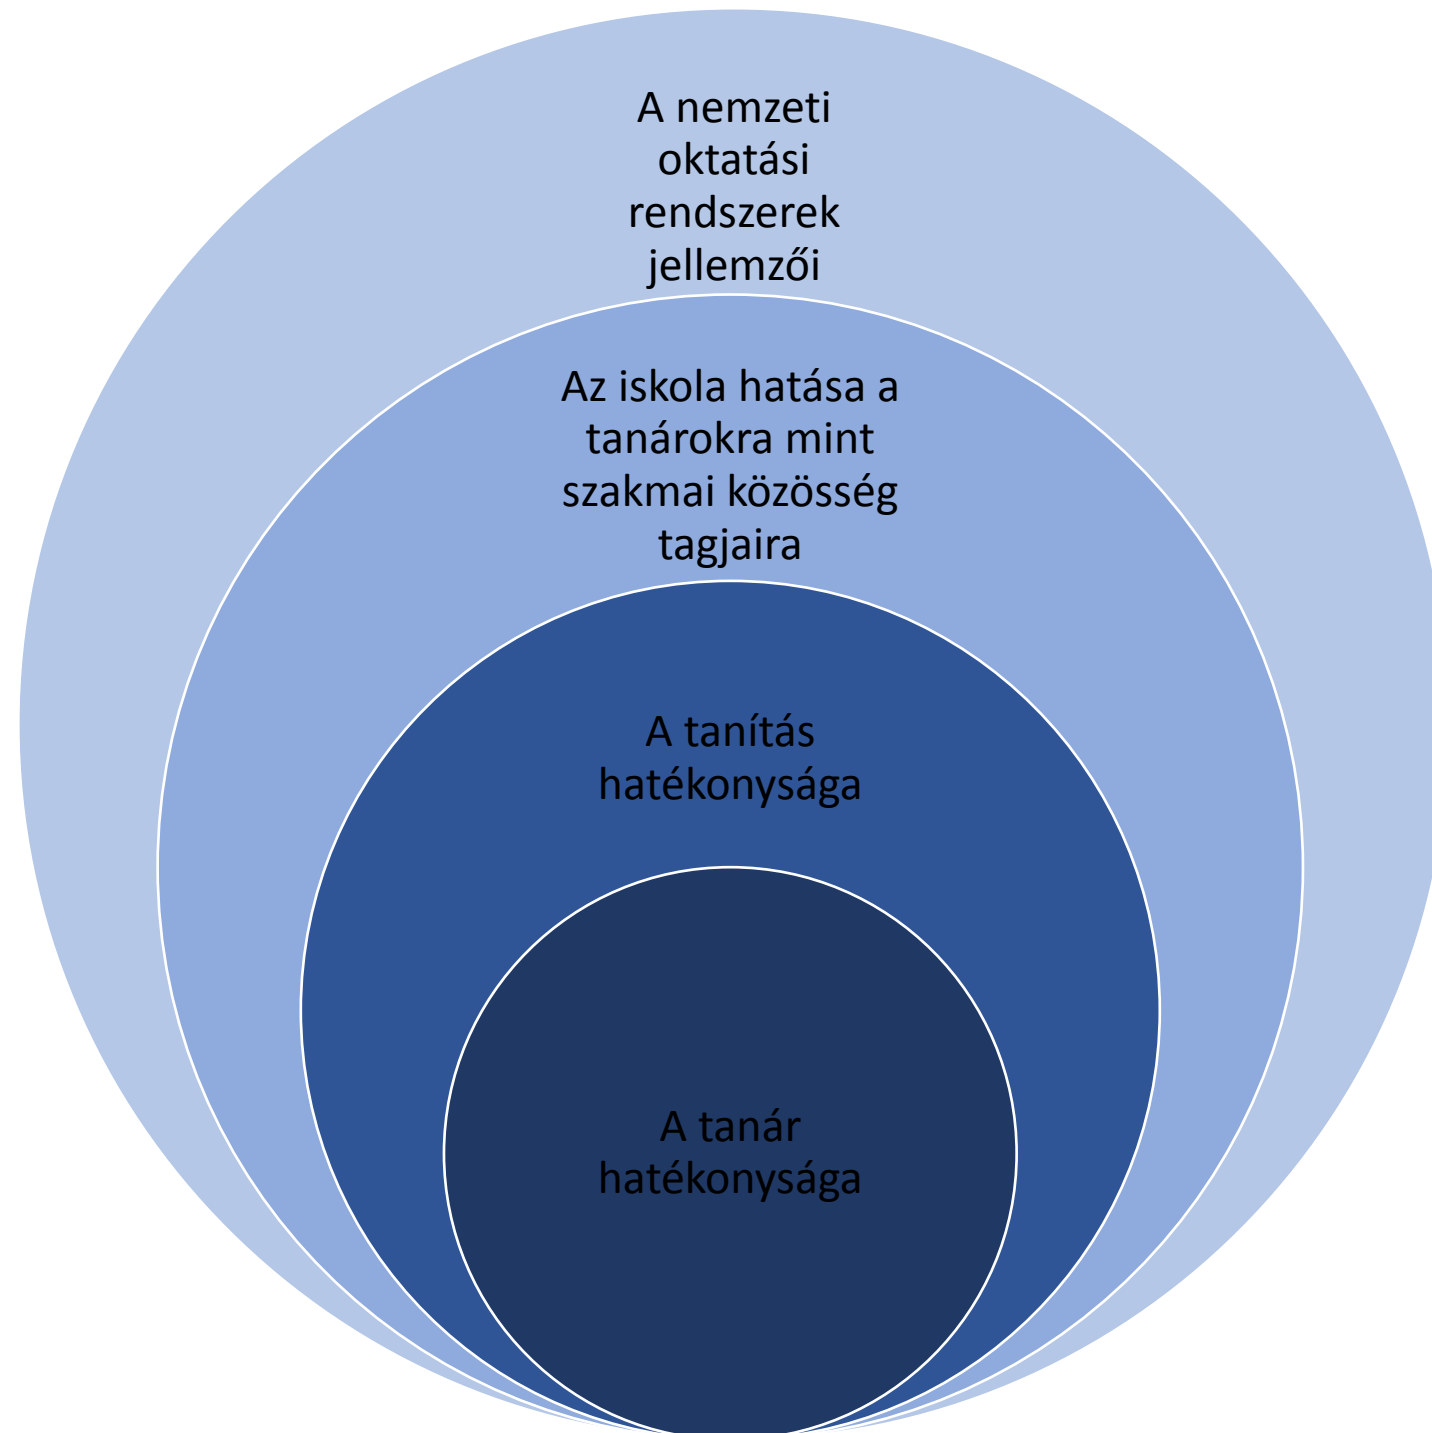 A nemzeti
oktatási
rendszerek
jellemzői
Az iskola hatása a
tanárokra mint
szakmai közösség
tagjaira
A tanítás
hatékonysága
A tanár
hatékonysága